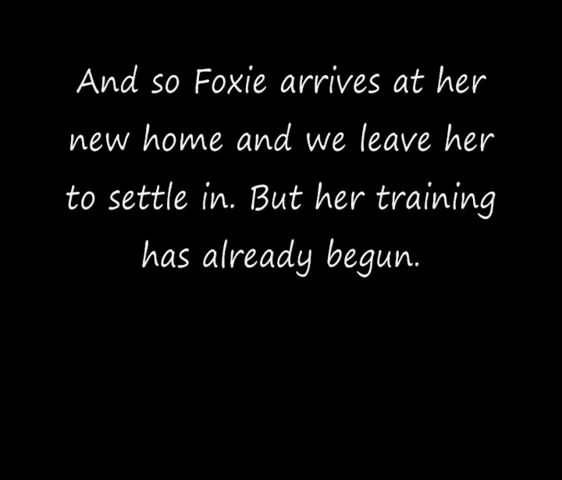 And so Foxie arrives at her
new home and we leave her
to settle in. But her training
has already begun.